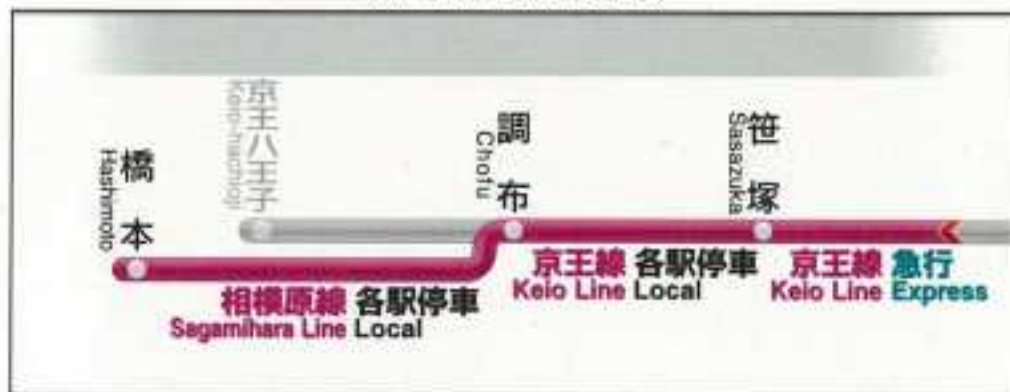 橋本
Hashimoto
京王八王子
Keio-hachioji
調布
Chofu
笹塚
Sasazuka
相模原線 各駅停車
Sagamihara Line Local
京王線 各駅停車
Keio Line Local
京王線 急行
Keio Line Express